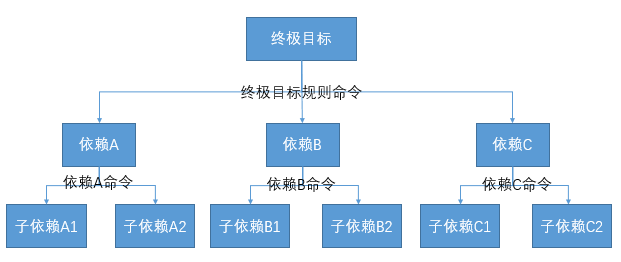 终极目标
终极目标规则命令
依赖A
依赖B
依赖C
依赖A命令
依赖B命令
依赖C命令
子依赖A1
子依赖A2
子依赖B1
子依赖B2
子依赖C1
子依赖C2